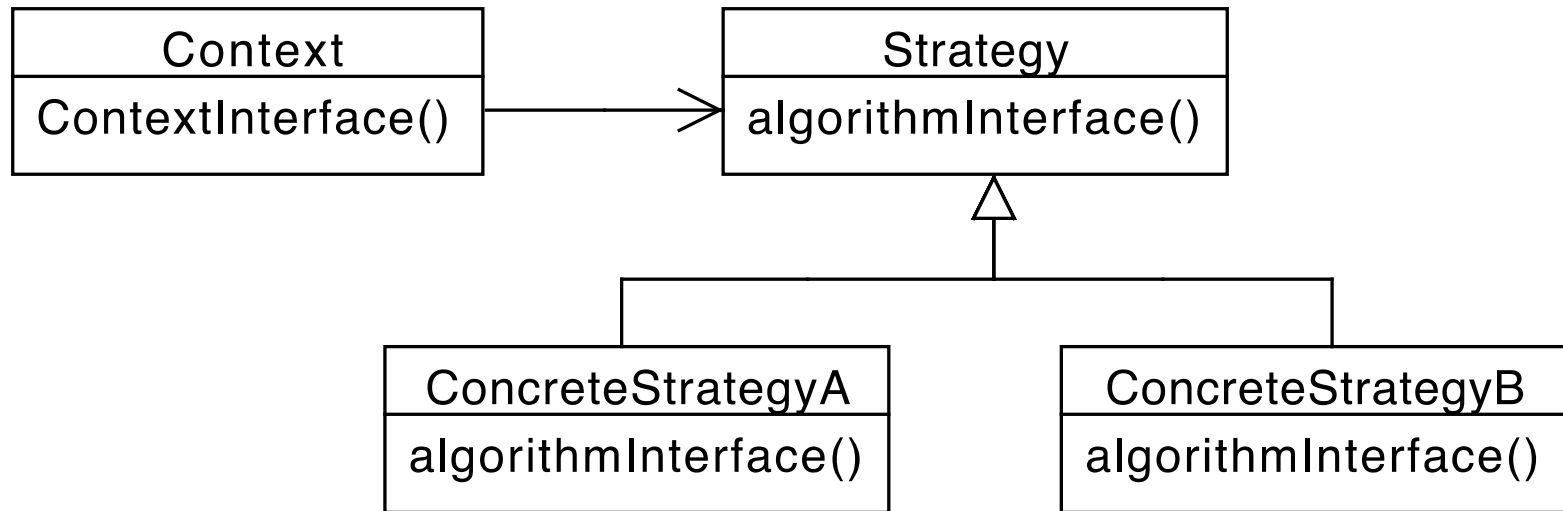 Context
ContextInterface()
Strategy
algorithmInterface()
ConcreteStrategyA
algorithmInterface()
ConcreteStrategyB
algorithmInterface()